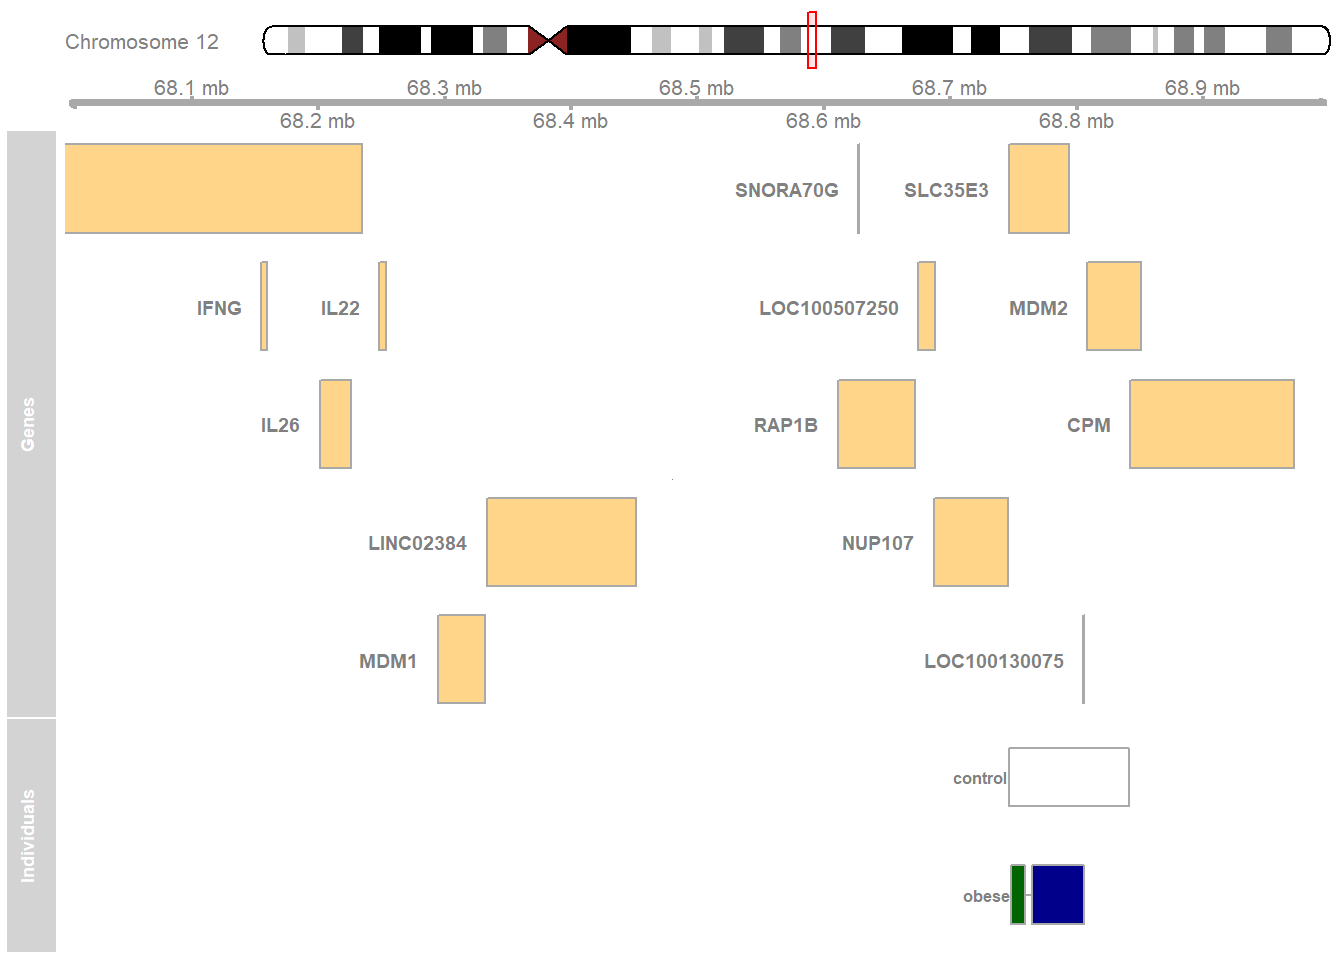 Chromosome 12
68.1 mb 68.3 mb 68.5 mb 68.7 mb 68.9 mb
68.2 mb 68.4 mb 68.6 mb 68.8 mb
Genes
SNORA70G SLC35E3
IFNG IL22 LOC100507250 MDM2
IL26 RAP1B CPM
LINC02384 NUP107
MDM1 LOC100130075
Individuals
control
obese